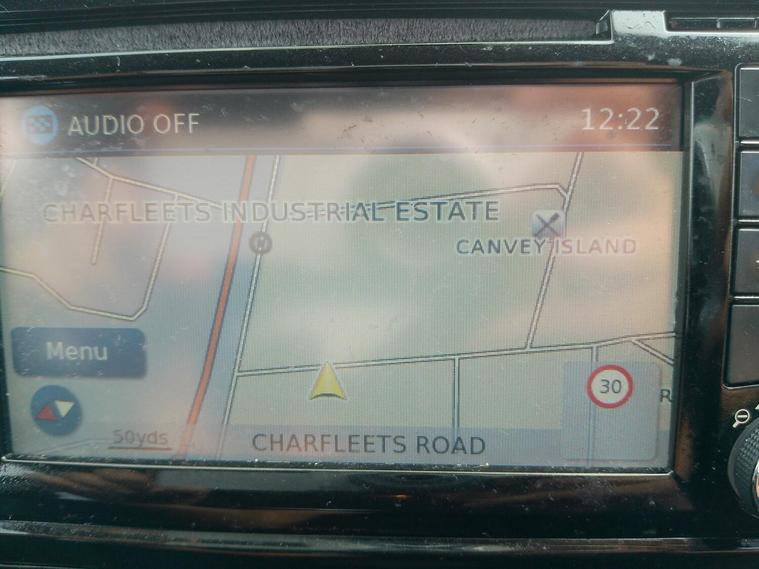 AUDIO OFF 12:22
CHARFLEETS INDUSTRIAL ESTATE
CANVEY ISLAND
Menu
30
R
50yds
CHARFLEETS ROAD